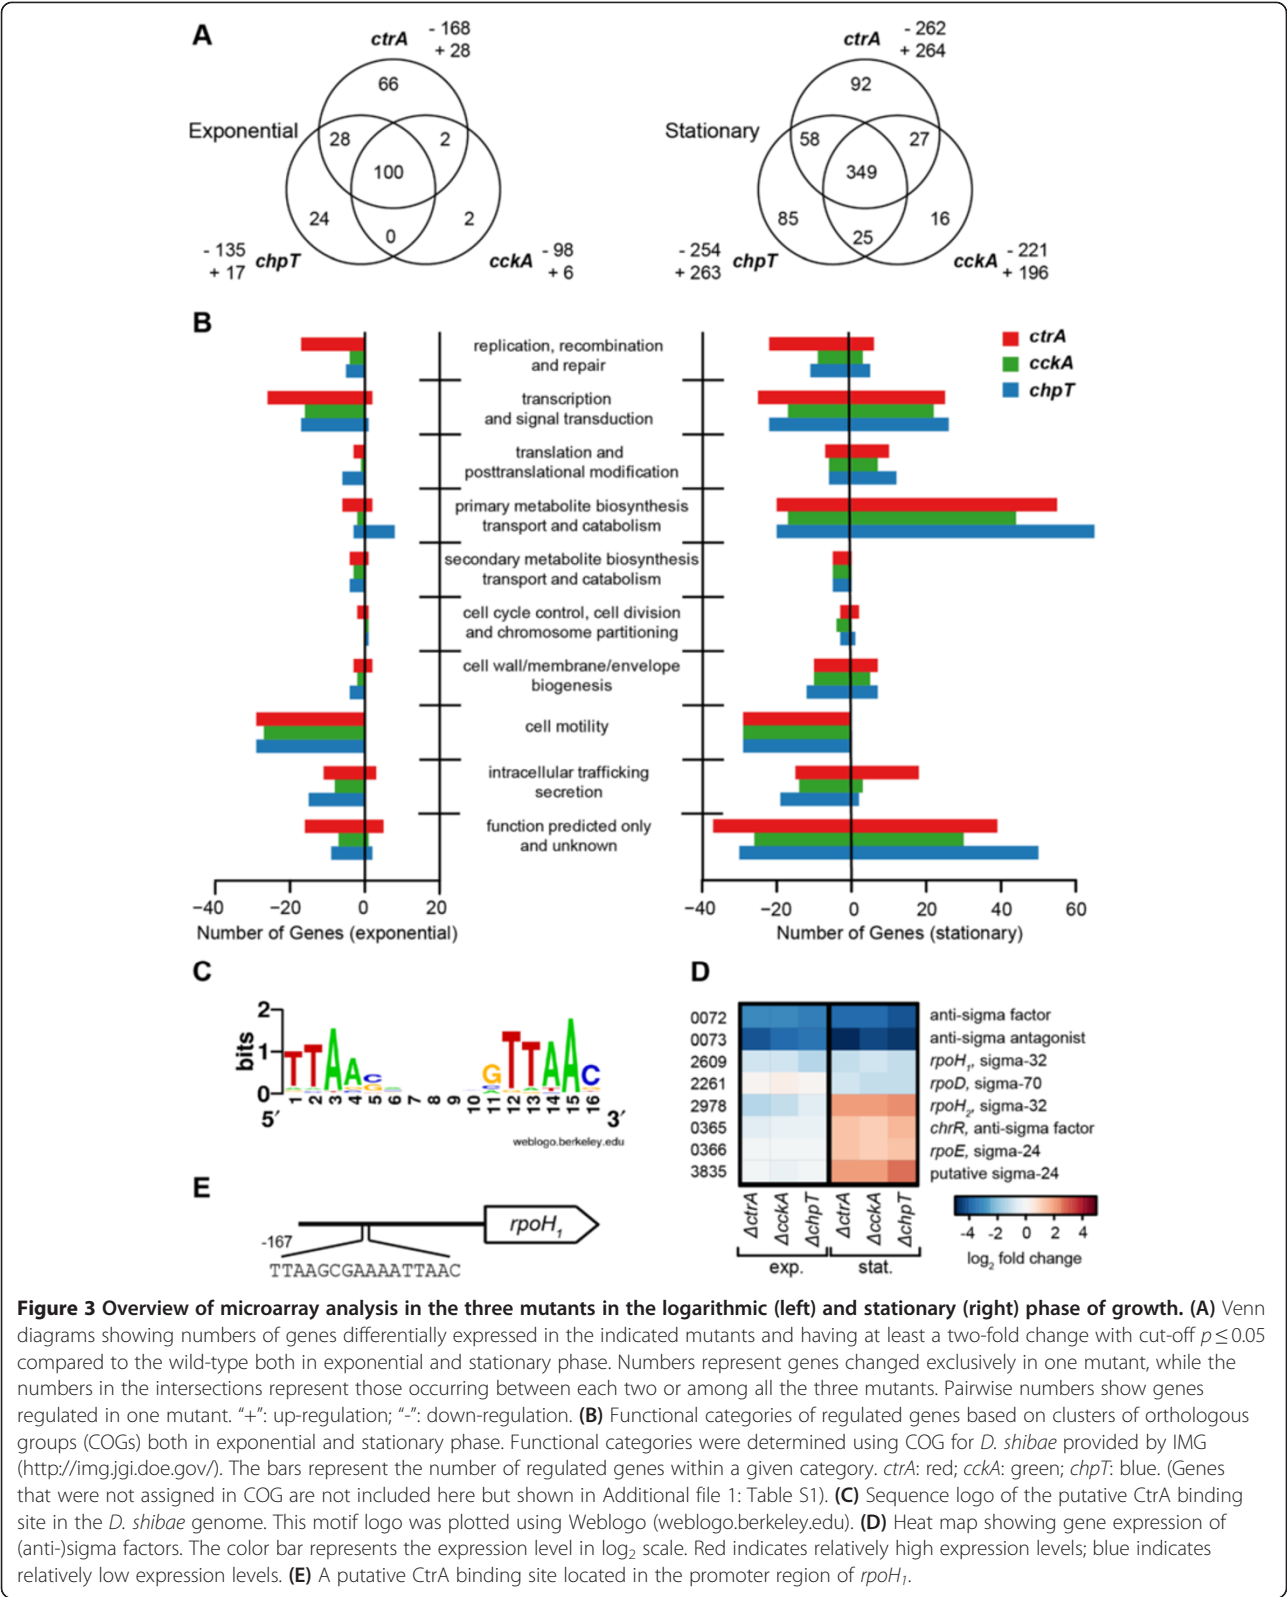 A
ctrA
- 168
+ 28
66
Exponential
28
2
100
24
0
2
- 135
+ 17
chpT
cckA
- 98
+ 6
ctrA
- 262
+ 264
92
Stationary
58
27
349
85
25
16
- 254
+ 263
chpT
cckA
- 221
+ 196
B
ctrA
cckA
chpT
replication, recombination
and repair
transcription
and signal transduction
translation and
posttranslational modification
primary metabolite biosynthesis
transport and catabolism
secondary metabolite biosynthesis
transport and catabolism
cell cycle control, cell division
and chromosome partitioning
cell wall/membrane/envelope
biogenesis
cell motility
intracellular trafficking
secretion
function predicted only
and unknown
−40 −20 0 20
Number of Genes (exponential)
−40 −20 0 20 40 60
Number of Genes (stationary)
C
bits
2
1
0
TTAAC GTTAAC
G
1 2 3 4 5 6 7 8 9 10 11 12 13 14 15 16
5′ 3′
weblogo.berkeley.edu
D
0072 anti-sigma factor
0073 anti-sigma antagonist
2609 rpoH1, sigma-32
2261 rpoD, sigma-70
2978 rpoH2, sigma-32
0365 chrR, anti-sigma factor
0366 rpoE, sigma-24
3835 putative sigma-24
ΔctrA ΔcckA ΔchpT ΔctrA ΔcckA ΔchpT
exp. stat.
-4 -2 0 2 4
log2 fold change
E
rpoH1
-167
TTAAGCGAAAATTAAC
Figure 3 Overview of microarray analysis in the three mutants in the logarithmic (left) and stationary (right) phase of growth. (A) Venn
diagrams showing numbers of genes differentially expressed in the indicated mutants and having at least a two-fold change with cut-off p ≤ 0.05
compared to the wild-type both in exponential and stationary phase. Numbers represent genes changed exclusively in one mutant, while the
numbers in the intersections represent those occurring between each two or among all the three mutants. Pairwise numbers show genes
regulated in one mutant. “+”: up-regulation; “-”: down-regulation. (B) Functional categories of regulated genes based on clusters of orthologous
groups (COGs) both in exponential and stationary phase. Functional categories were determined using COG for D. shibae provided by IMG
(http://img.jgi.doe.gov/). The bars represent the number of regulated genes within a given category. ctrA: red; cckA: green; chpT: blue. (Genes
that were not assigned in COG are not included here but shown in Additional file 1: Table S1). (C) Sequence logo of the putative CtrA binding
site in the D. shibae genome. This motif logo was plotted using Weblogo (weblogo.berkeley.edu). (D) Heat map showing gene expression of
(anti-)sigma factors. The color bar represents the expression level in log2 scale. Red indicates relatively high expression levels; blue indicates
relatively low expression levels. (E) A putative CtrA binding site located in the promoter region of rpoH1.